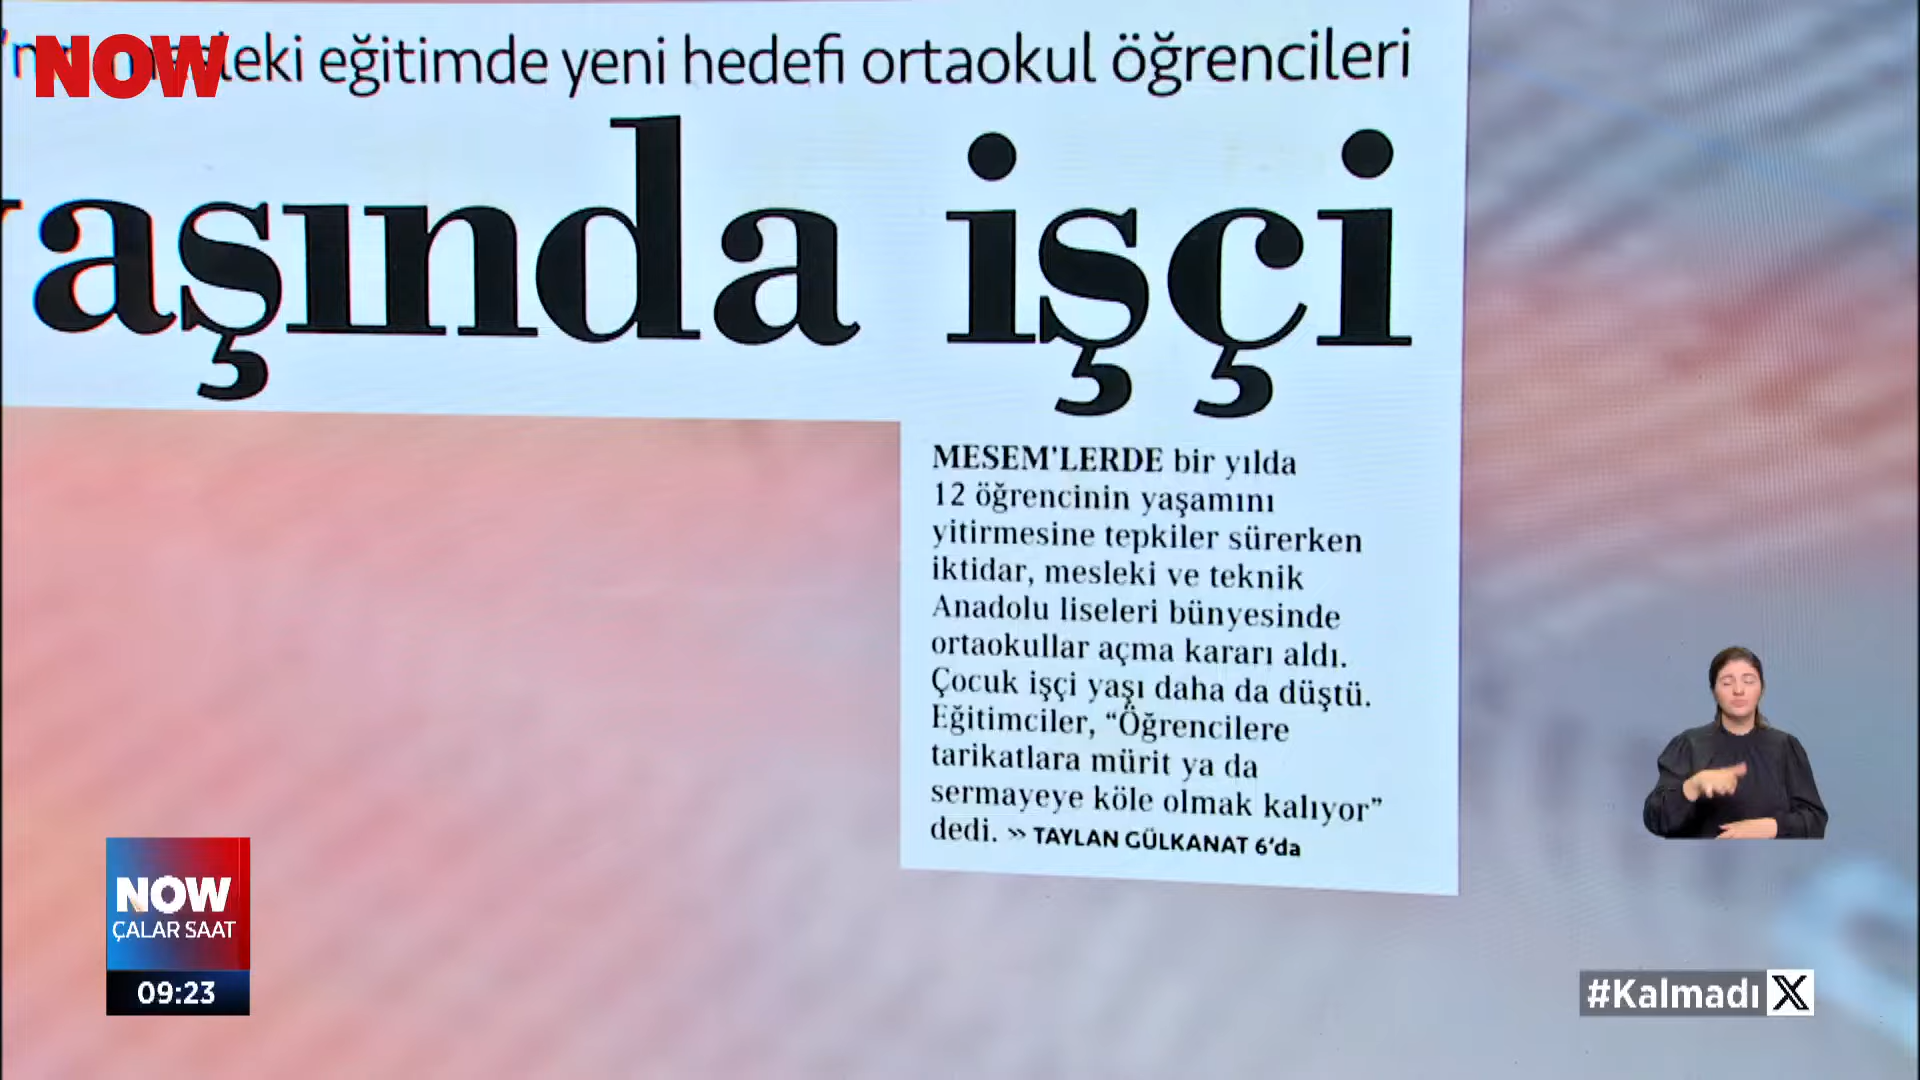 NOW
eğitimde yeni hedefi ortaokul öğrencileri
yaşında işçi
MESEM'LERDE bir yılda
12 öğrencinin yaşamını
yitirmesine tepkiler sürerken
iktidar, mesleki ve teknik
Anadolu liseleri bünyesinde
ortaokullar açma kararı aldı.
Çocuk işçi yaşı daha da düştü.
Eğitimciler, “Öğrencilere
tarikatlara mürit ya da
sermayeye köle olmak kalıyor”
dedi. » TAYLAN GÜLKANAT 6'da
NOW
ÇALAR SAAT
09:23
#Kalmadı X